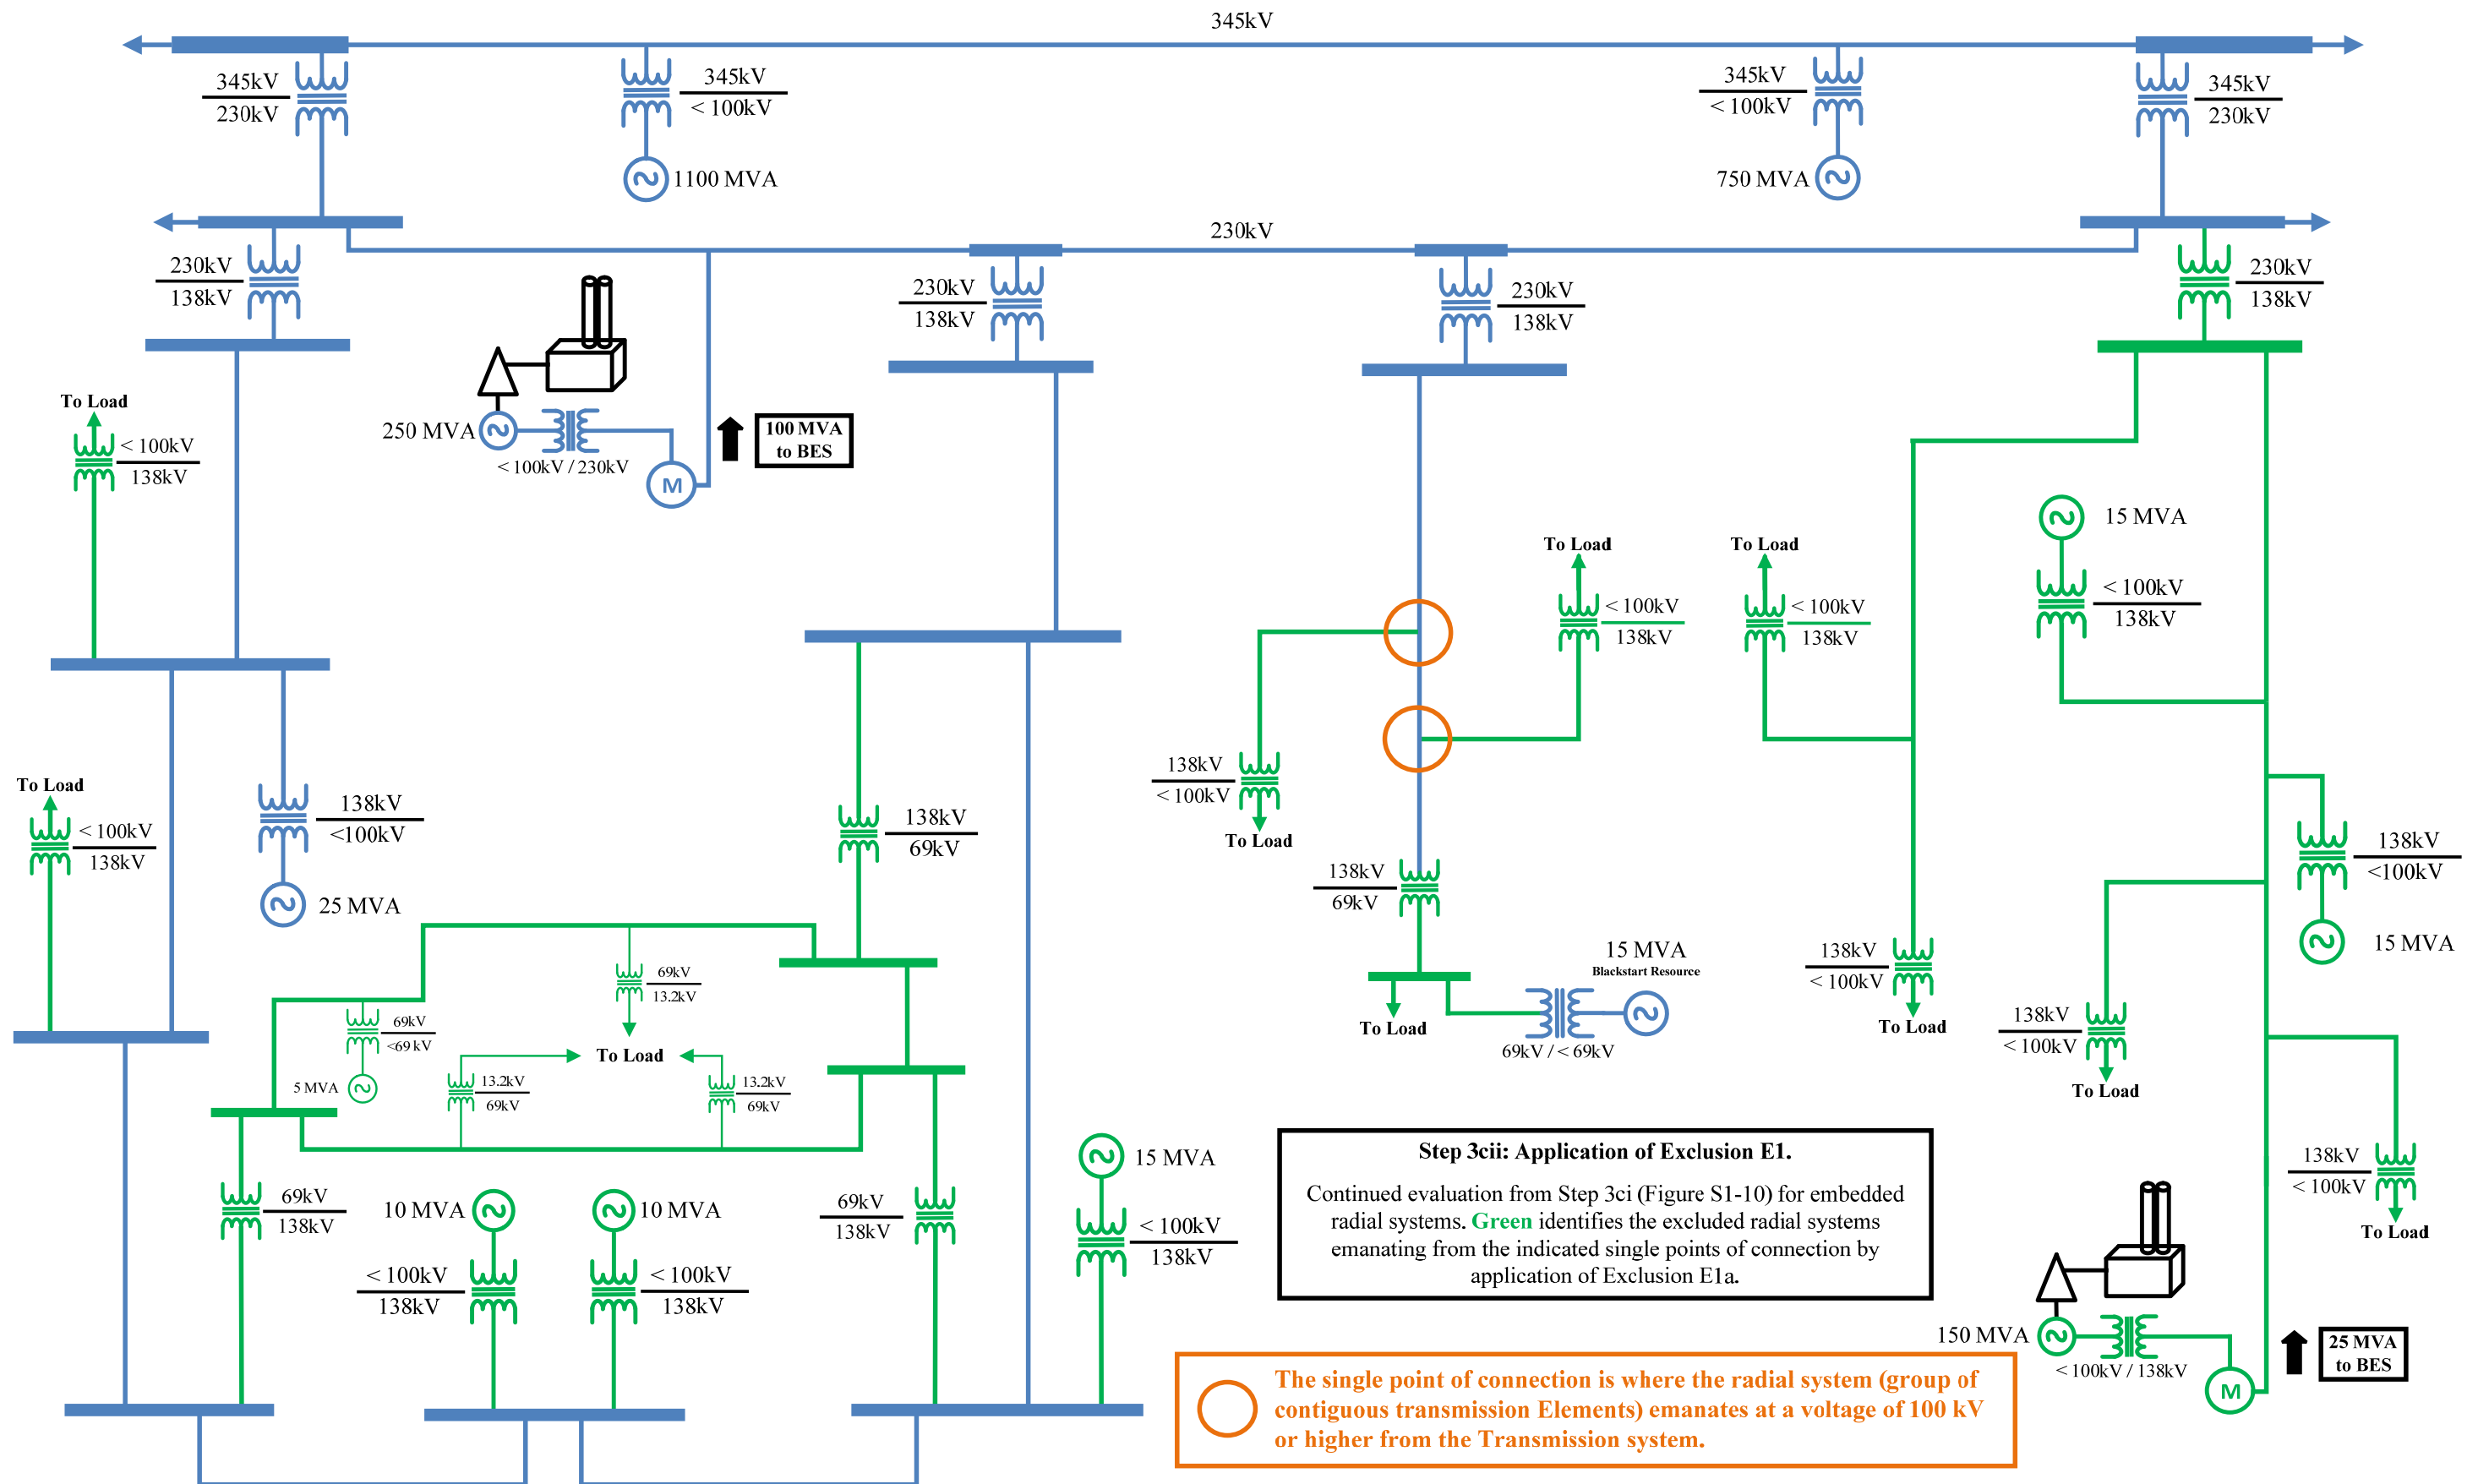 345kV
345kV
230kV
345kV
< 100kV
1100 MVA
345kV
< 100kV
750 MVA
345kV
230kV
230kV
230kV
138kV
230kV
138kV
230kV
138kV
230kV
138kV
250 MVA
< 100kV / 230kV
M
100 MVA
to BES
To Load
< 100kV
138kV
To Load
< 100kV
138kV
138kV
<100kV
25 MVA
138kV
69kV
69kV
13.2kV
69kV
<69 kV
5 MVA
To Load
13.2kV
69kV
13.2kV
69kV
69kV
138kV
10 MVA
< 100kV
138kV
10 MVA
< 100kV
138kV
69kV
138kV
15 MVA
< 100kV
138kV
To Load
< 100kV
138kV
138kV
< 100kV
To Load
138kV
69kV
To Load
15 MVA
Blackstart Resource
69kV / < 69kV
To Load
< 100kV
138kV
138kV
< 100kV
To Load
15 MVA
< 100kV
138kV
138kV
<100kV
15 MVA
138kV
< 100kV
To Load
138kV
< 100kV
To Load
150 MVA
< 100kV / 138kV
M
25 MVA
to BES
Step 3cii: Application of Exclusion E1.
Continued evaluation from Step 3ci (Figure S1-10) for embedded
radial systems. Green identifies the excluded radial systems
emanating from the indicated single points of connection by
application of Exclusion E1a.
The single point of connection is where the radial system (group of
contiguous transmission Elements) emanates at a voltage of 100 kV
or higher from the Transmission system.